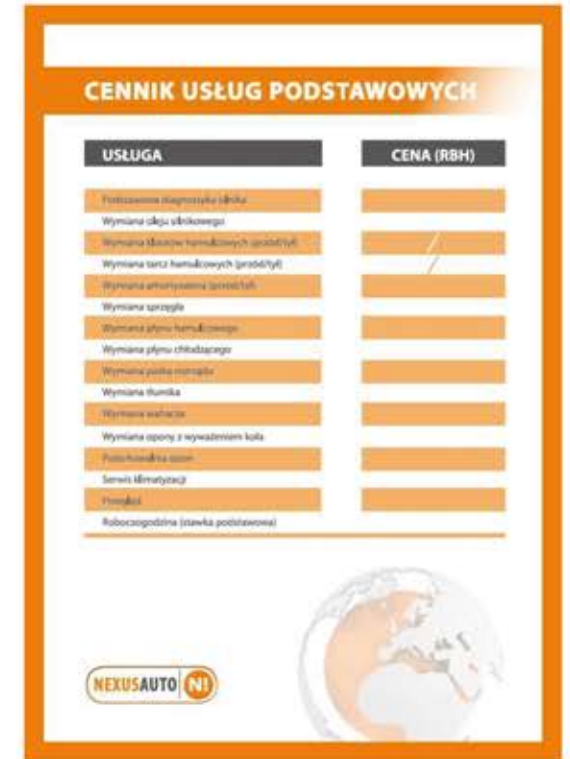 CENNIK USŁUG PODSTAWOWYCH
USŁUGA CENA (RBH)
Podstawowa diagnostyka silnika
Wymiana oleju silnikowego
Wymiana klocków hamulcowych (przód/tył) /
Wymiana tarcz hamulcowych (przód/tył) /
Wymiana amortyzatora (przód/tył)
Wymiana sprzęgła
Wymiana płynu hamulcowego
Wymiana płynu chłodzącego
Wymiana paska rozrządu
Wymiana tłumika
Wymiana wahacza
Wymiana opony z wyważeniem koła
Przechowalnia opon
Serwis klimatyzacji
Przegląd
Roboczogodzina (stawka podstawowa)
NEXUSAUTO N!